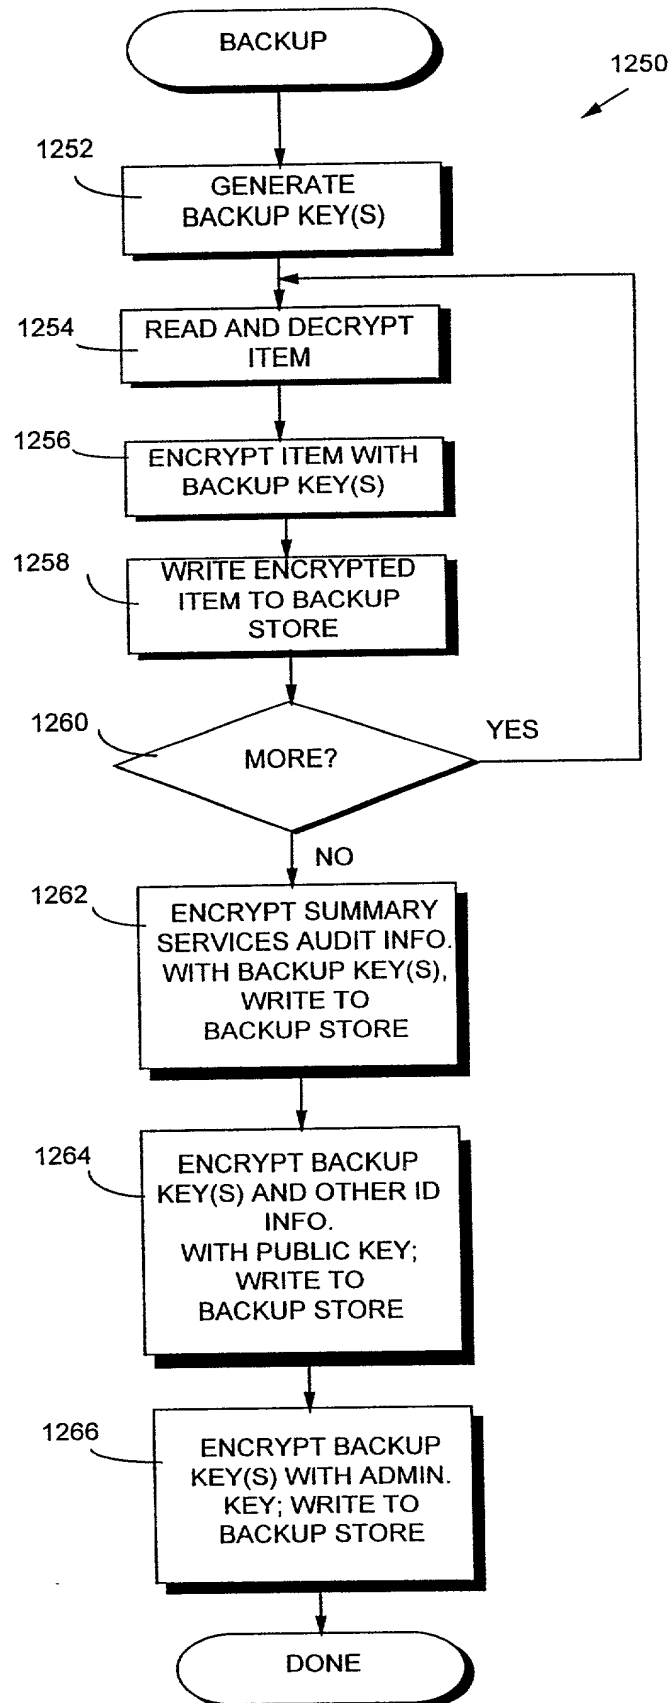 BACKUP
1250
1252
GENERATE
BACKUP KEY(S)
1254
READ AND DECRYPT
ITEM
1256
ENCRYPT ITEM WITH
BACKUP KEY(S)
1258
WRITE ENCRYPTED
ITEM TO BACKUP
STORE
1260
MORE?
YES
NO
1262
ENCRYPT SUMMARY
SERVICES AUDIT INFO.
WITH BACKUP KEY(S),
WRITE TO
BACKUP STORE
1264
ENCRYPT BACKUP
KEY(S) AND OTHER ID
INFO.
WITH PUBLIC KEY;
WRITE TO
BACKUP STORE
1266
ENCRYPT BACKUP
KEY(S) WITH ADMIN.
KEY; WRITE TO
BACKUP STORE
DONE